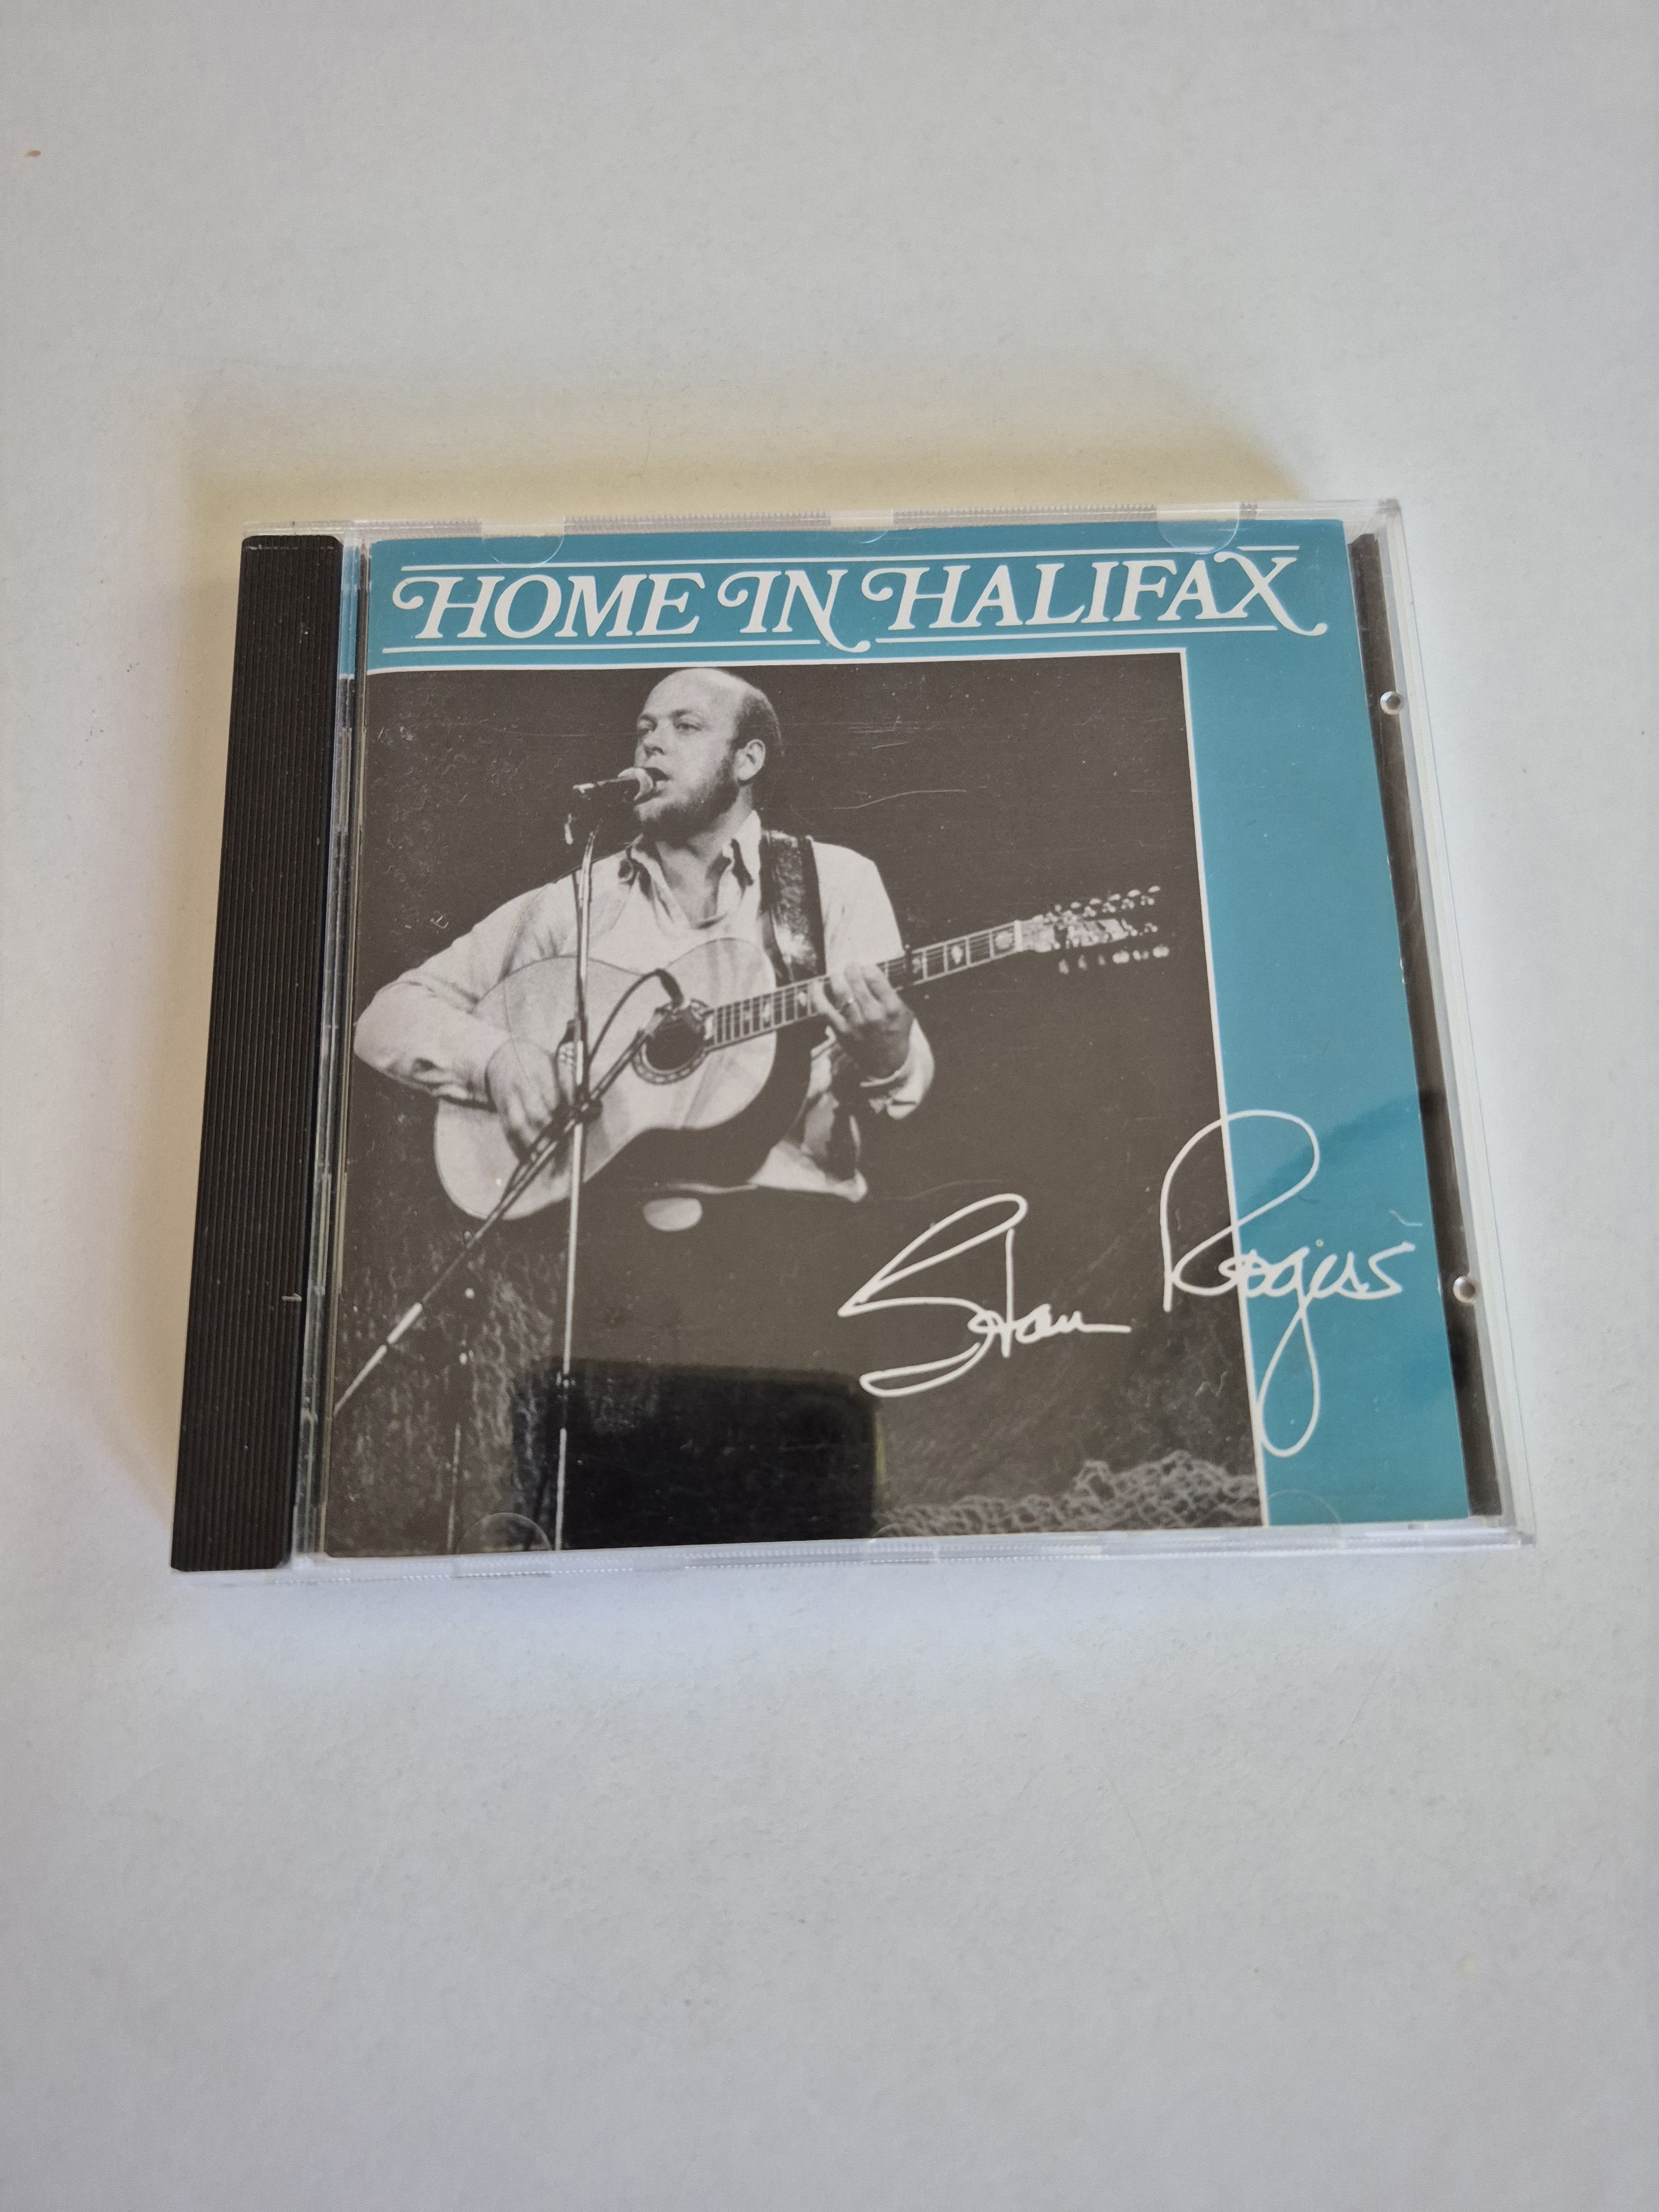 HOME IN HALIFAX
Stan Rogers